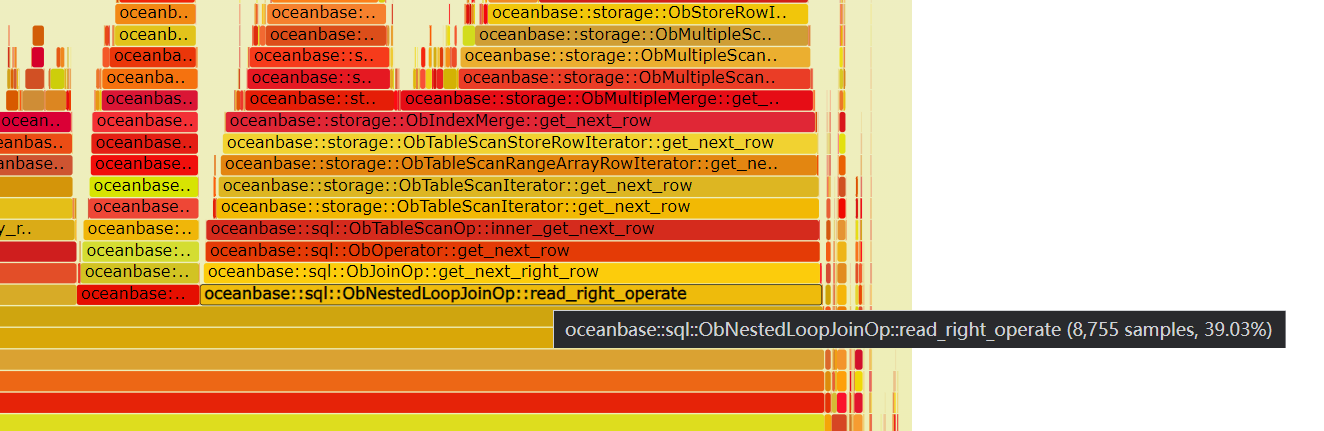 oceanb.. oceanbase:.. oceanbase::storage::ObStoreRowI..
oceanb.. oceanbase:.. oceanbase::storage::ObMultipleSc..
oceanba.. oceanbase::s.. oceanbase::storage::ObMultipleScan..
oceanba.. oceanbase::s.. oceanbase::storage::ObMultipleScan..
oceanbas.. oceanbase::st.. oceanbase::storage::ObMultipleMerge::get_..
ocean.. oceanbase.. oceanbase::storage::ObIndexMerge::get_next_row
eanbas.. oceanbase.. oceanbase::storage::ObTableScanStoreRowIterator::get_next_row
anbase.. oceanbase.. oceanbase::storage::ObTableScanRangeArrayRowIterator::get_ne..
oceanbase.. oceanbase::storage::ObTableScanIterator::get_next_row
oceanbase.. oceanbase::storage::ObTableScanIterator::get_next_row
y_r.. oceanbase:.. oceanbase::sql::ObTableScanOp::inner_get_next_row
oceanbase:.. oceanbase::sql::ObOperator::get_next_row
oceanbase:.. oceanbase::sql::ObJoinOp::get_next_right_row
oceanbase:.. oceanbase::sql::ObNestedLoopJoinOp::read_right_operate
oceanbase::sql::ObNestedLoopJoinOp::read_right_operate (8,755 samples, 39.03%)